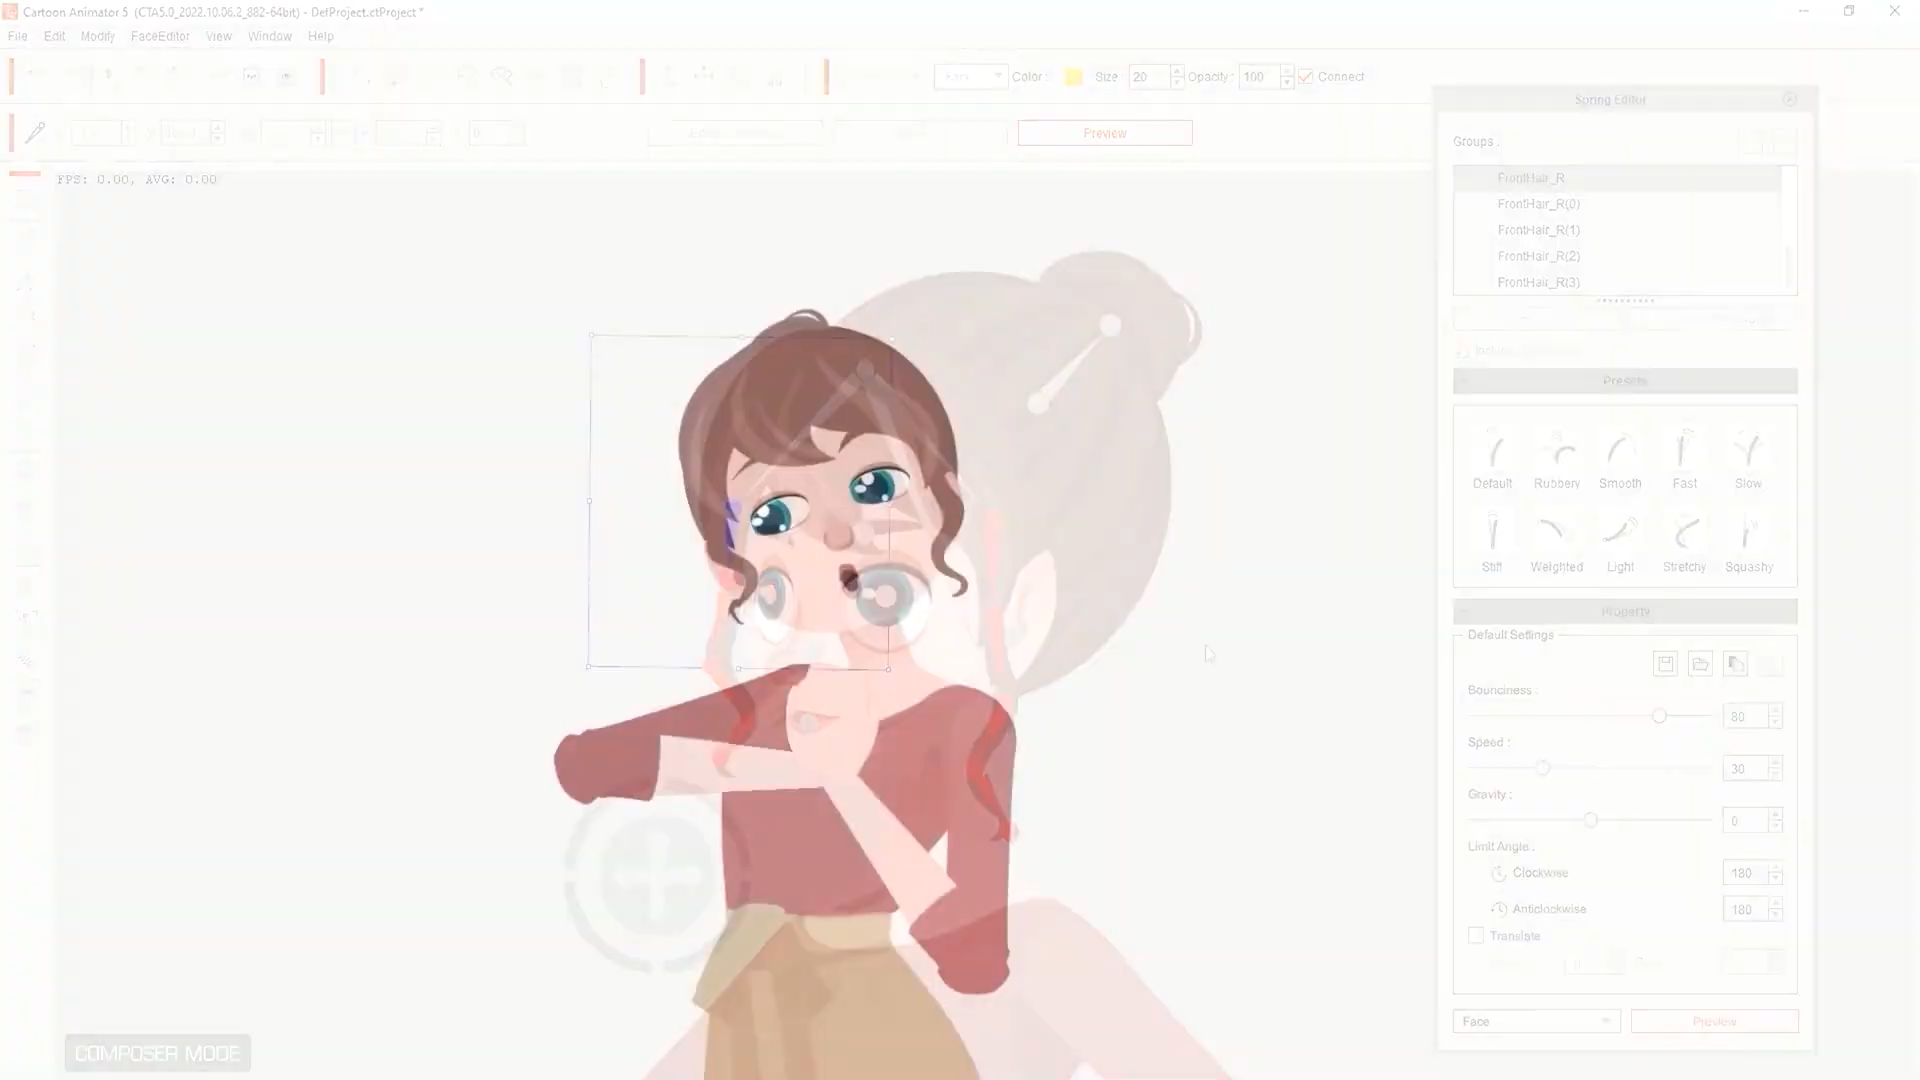 Cartoon Animator 5 (CTA5.0_2022.10.06.2_882-64bit) - DefProject.ctProject *
File Edit Modify FaceEditor View Window Help
Color : Size 20 Opacity : 100 Connect
0 Preview
FPS: 0.00, AVG: 0.00
Spring Editor
Groups :
FrontHair_R
FrontHair_R(0)
FrontHair_R(1)
FrontHair_R(2)
FrontHair_R(3)
Presets
Default Rubbery Smooth Fast Slow
Stiff Weighted Light Stretchy Squashy
Property
Default Settings
Bounciness :
80
Speed :
30
Gravity :
0
Limit Angle :
Clockwise 180
Anticlockwise 180
Translate
Face Preview
COMPOSER MODE